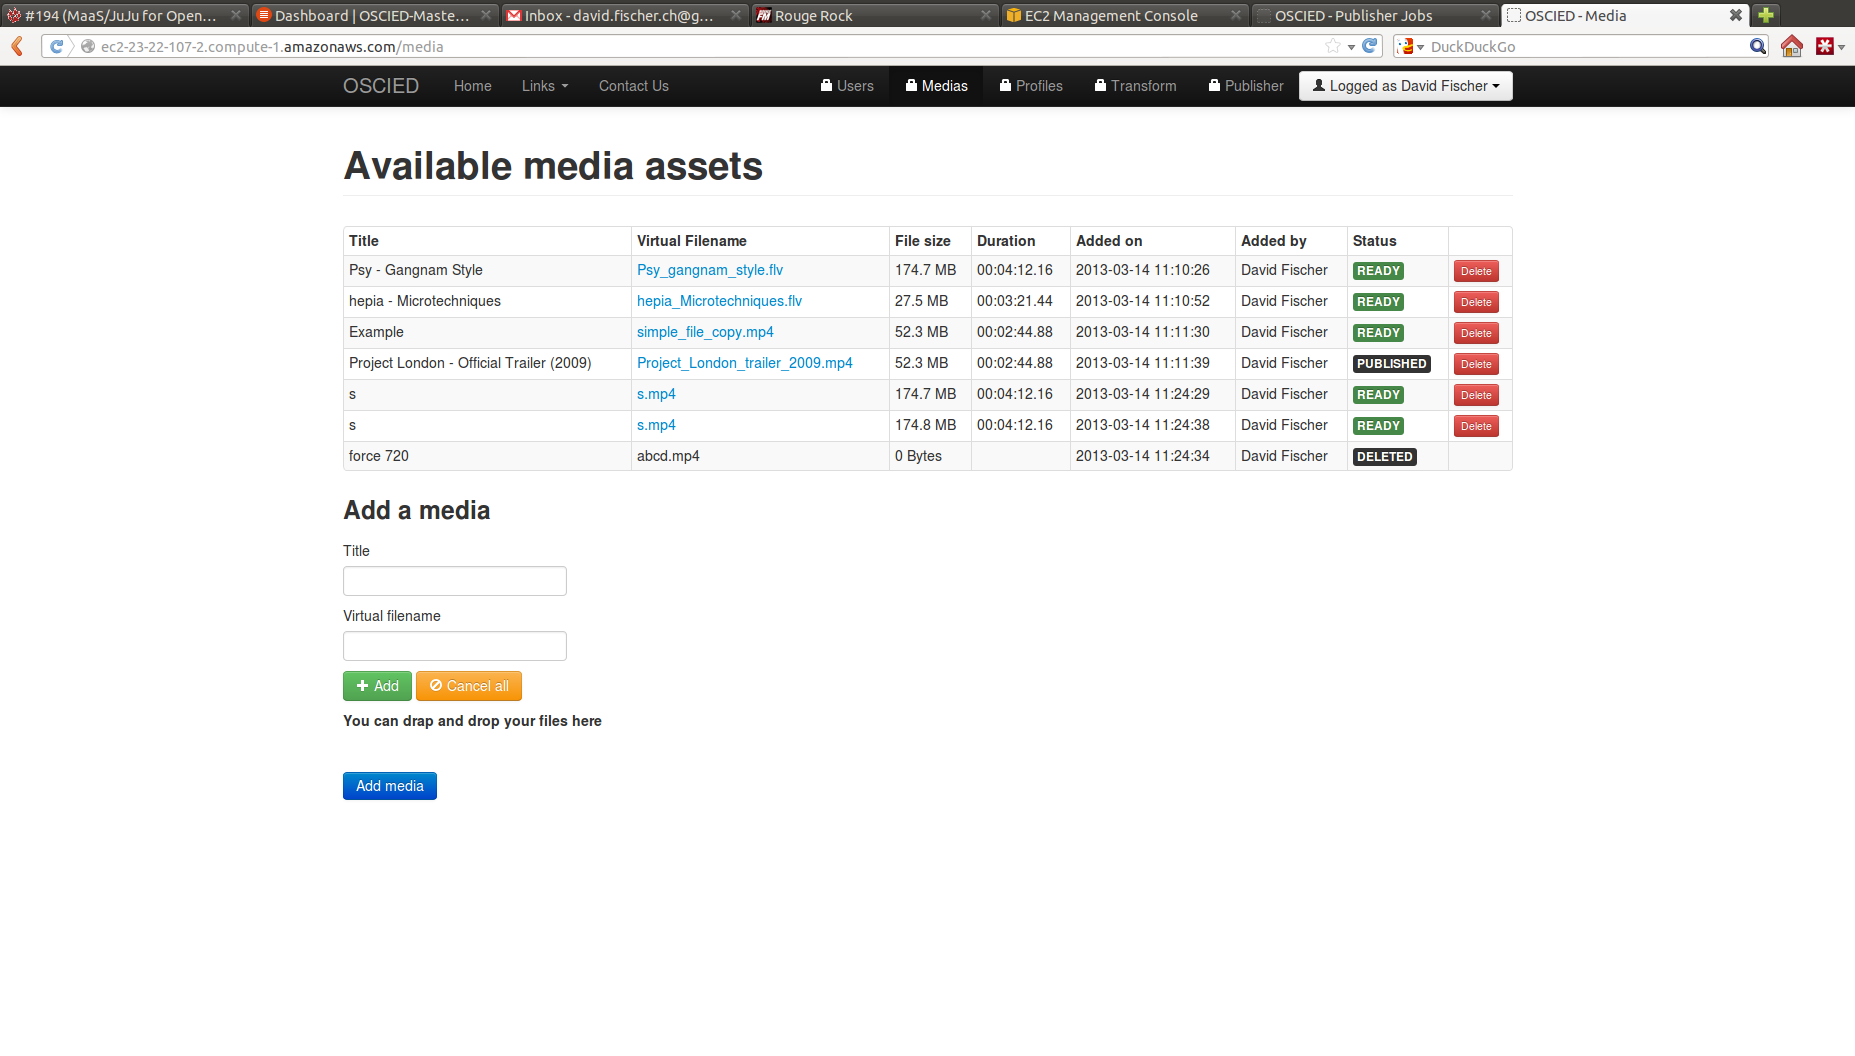 #194 (MaaS/JuJu for Open... Dashboard | OSCIED-Maste... Inbox - david.fischer.ch@g... Rouge Rock EC2 Management Console OSCIED - Publisher Jobs OSCIED - Media
ec2-23-22-107-2.compute-1.amazonaws.com/media DuckDuckGo
OSCIED Home Links Contact Us Users Medias Profiles Transform Publisher Logged as David Fischer
Available media assets
Title Virtual Filename File size Duration Added on Added by Status
Psy - Gangnam Style Psy_gangnam_style.flv 174.7 MB 00:04:12.16 2013-03-14 11:10:26 David Fischer READY Delete
hepia - Microtechniques hepia_Microtechniques.flv 27.5 MB 00:03:21.44 2013-03-14 11:10:52 David Fischer READY Delete
Example simple_file_copy.mp4 52.3 MB 00:02:44.88 2013-03-14 11:11:30 David Fischer READY Delete
Project London - Official Trailer (2009) Project_London_trailer_2009.mp4 52.3 MB 00:02:44.88 2013-03-14 11:11:39 David Fischer PUBLISHED Delete
s s.mp4 174.7 MB 00:04:12.16 2013-03-14 11:24:29 David Fischer READY Delete
s s.mp4 174.8 MB 00:04:12.16 2013-03-14 11:24:38 David Fischer READY Delete
force 720 abcd.mp4 0 Bytes 2013-03-14 11:24:34 David Fischer DELETED
Add a media
Title
Virtual filename
Add Cancel all
You can drap and drop your files here
Add media